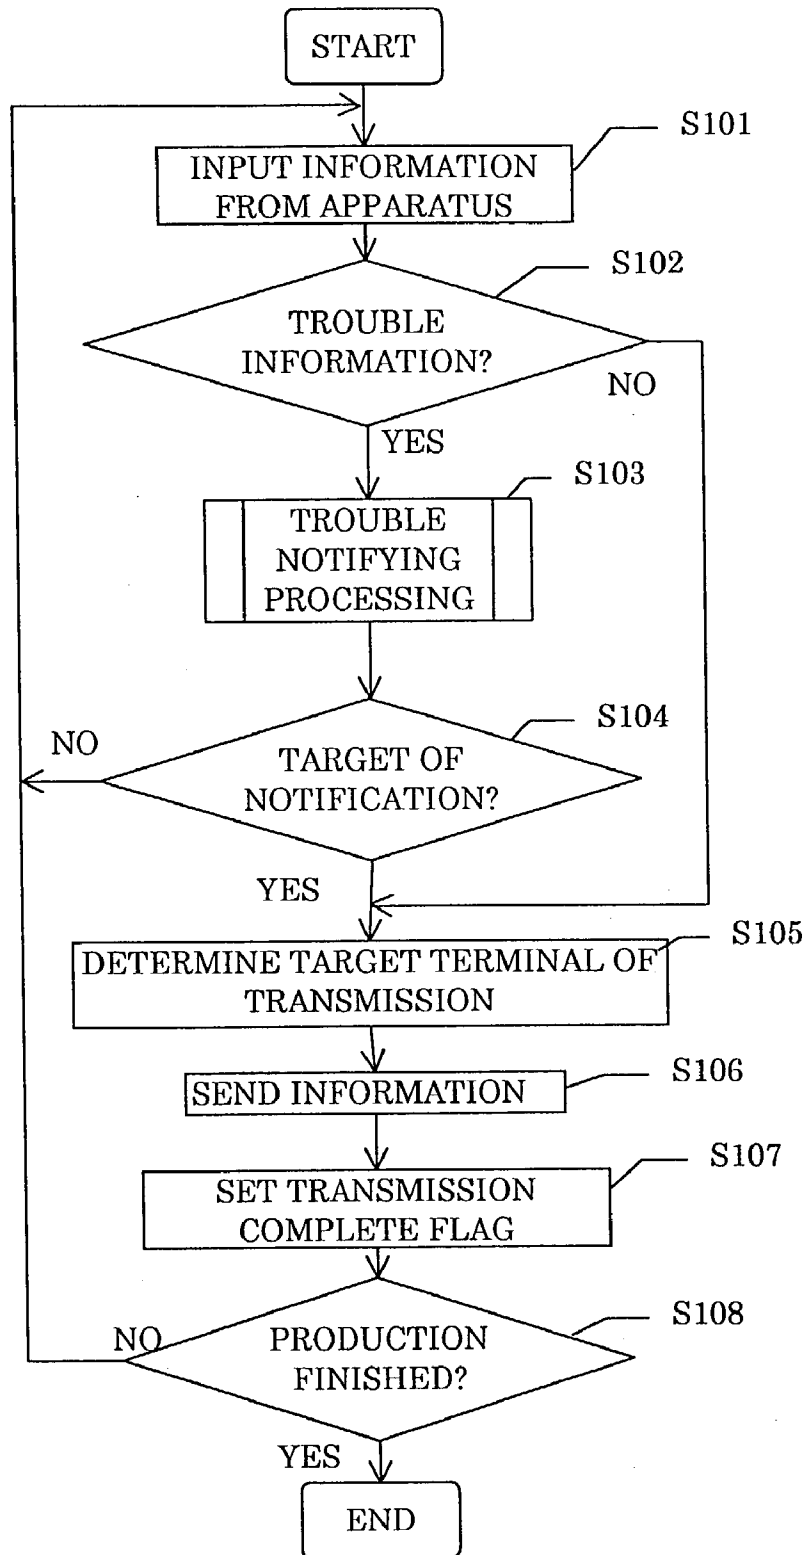 START
S101
INPUT INFORMATION
FROM APPARATUS
S102
TROUBLE
INFORMATION?
NO
YES
S103
TROUBLE
NOTIFYING
PROCESSING
S104
NO
TARGET OF
NOTIFICATION?
YES
S105
DETERMINE TARGET TERMINAL OF
TRANSMISSION
S106
SEND INFORMATION
S107
SET TRANSMISSION
COMPLETE FLAG
S108
NO
PRODUCTION
FINISHED?
YES
END